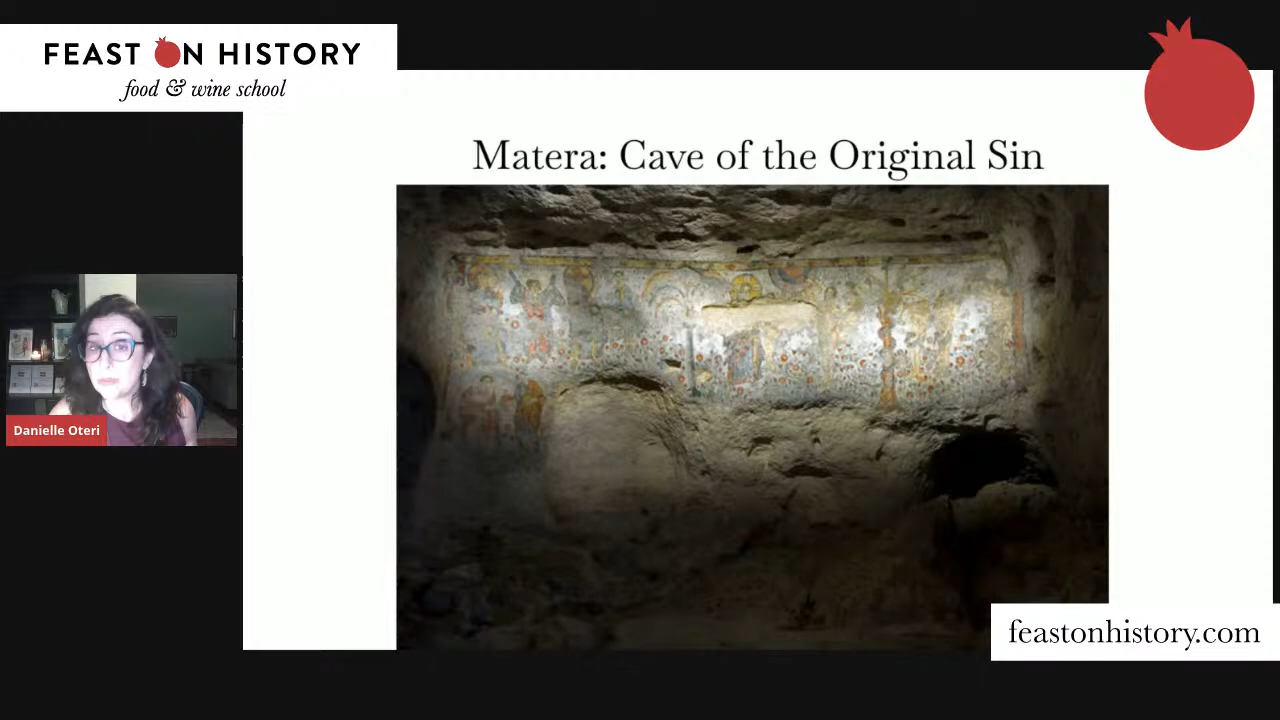 FEAST ON HISTORY
food & wine school
Matera: Cave of the Original Sin
Danielle Oteri
feastonhistory.com